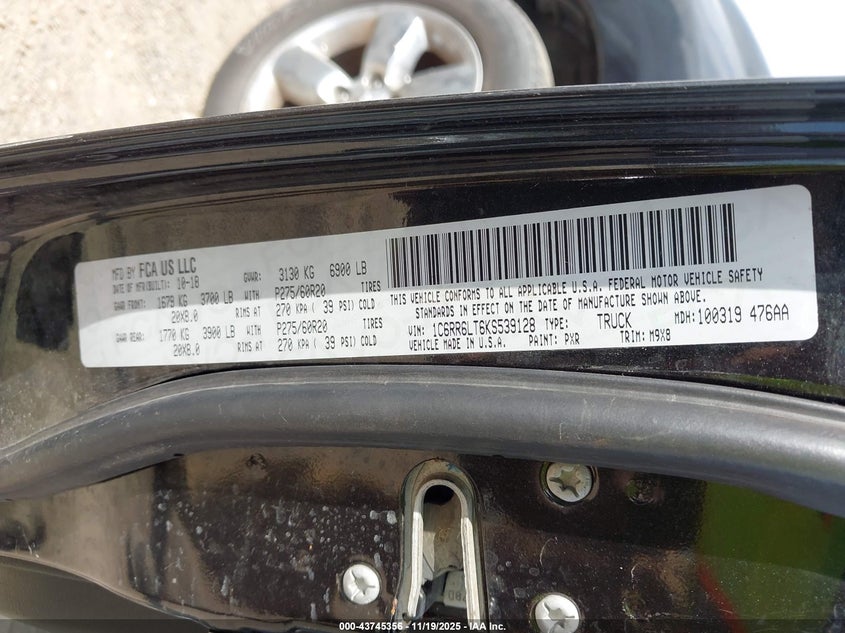 MFD BY FCA US LLC
DATE OF MFR(BUILT): 10-18 GVWR: 3130 KG 6900 LB
GAWR FRONT: 1679 KG 3700 LB WITH P275/60R20 TIRES
20X8.0 RIMS AT 270 KPA ( 39 PSI) COLD
GAWR REAR: 1770 KG 3900 LB WITH P275/60R20 TIRES
20X8.0 RIMS AT 270 KPA ( 39 PSI) COLD
THIS VEHICLE CONFORMS TO ALL APPLICABLE U.S.A. FEDERAL MOTOR VEHICLE SAFETY
STANDARDS IN EFFECT ON THE DATE OF MANUFACTURE SHOWN ABOVE.
VIN: 1C6RR6LT6KS539128 TYPE: TRUCK MDH:100319 476AA
VEHICLE MADE IN U.S.A. PAINT: PXR TRIM: M9X8
000--43745356 - 11/19/2025 - IAA Inc.